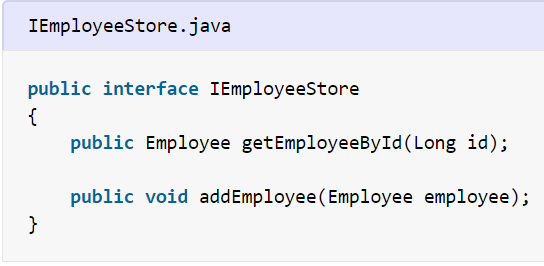 IEmployeeStore.java
public interface IEmployeeStore
{
    public Employee getEmployeeById(Long id);
    public void addEmployee(Employee employee);
}